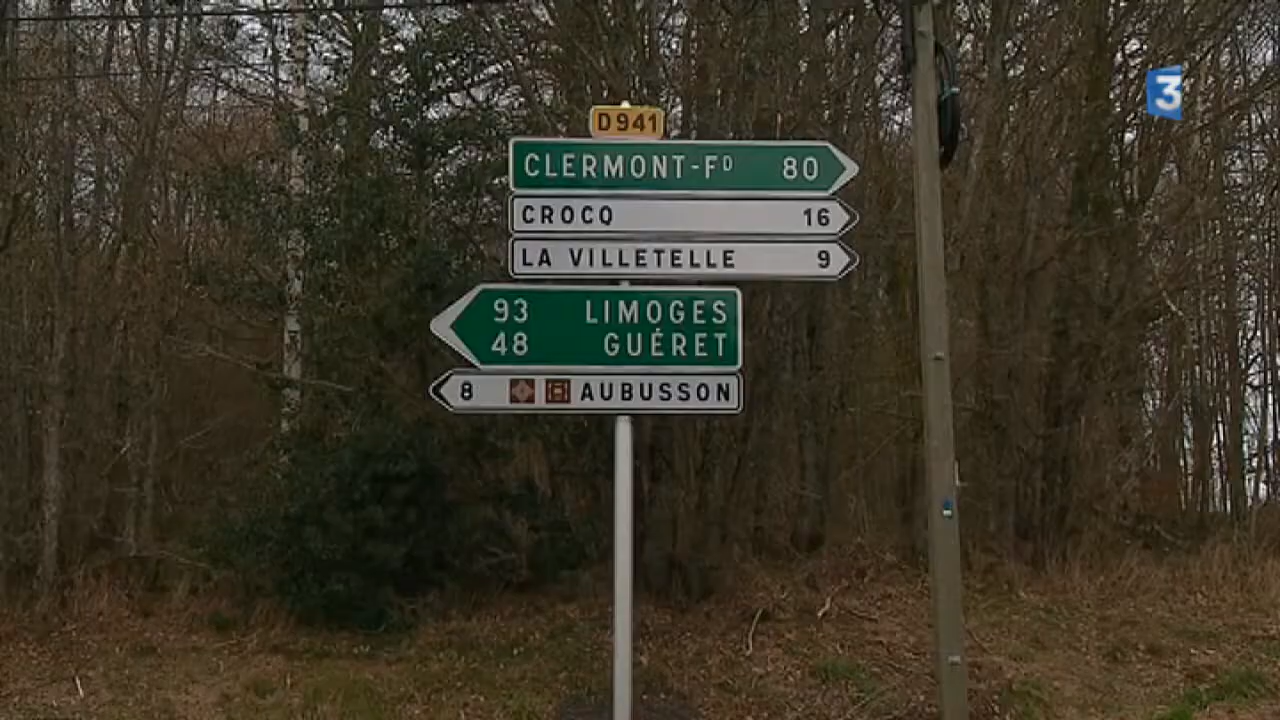 3
D941
CLERMONT-Fᴰ 80
CROCQ 16
LA VILLETELLE 9
93 LIMOGES
48 GUÉRET
8 AUBUSSON